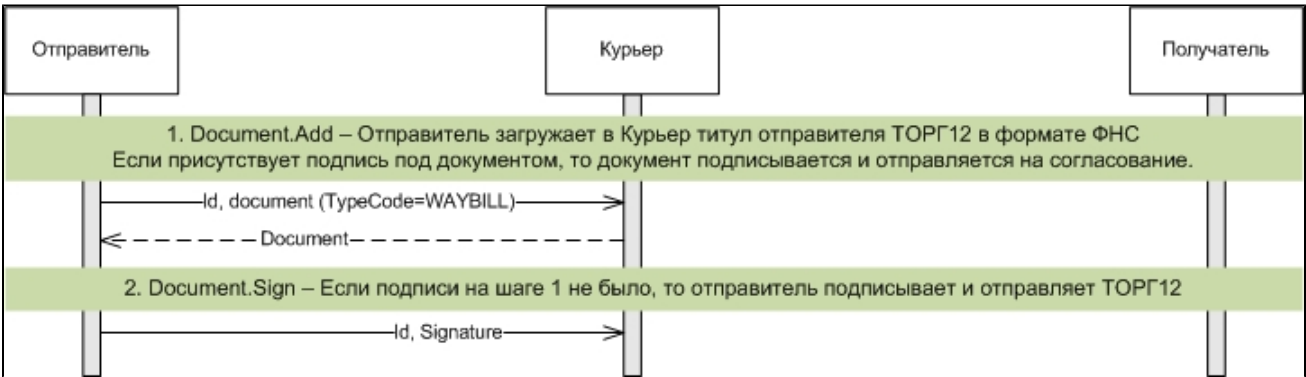 Отправитель
Курьер
Получатель
1. Document.Add – Отправитель загружает в Курьер титул отправителя ТОРГ12 в формате ФНС
Если присутствует подпись под документом, то документ подписывается и отправляется на согласование.
Id, document (TypeCode=WAYBILL)
Document
2. Document.Sign – Если подписи на шаге 1 не было, то отправитель подписывает и отправляет ТОРГ12
Id, Signature